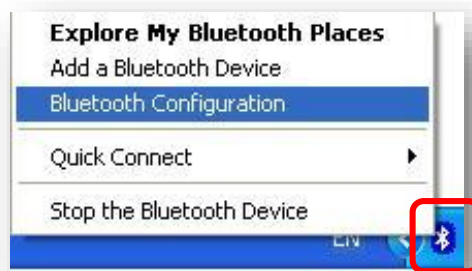 Explore My Bluetooth Places
Add a Bluetooth Device
Bluetooth Configuration
Quick Connect
Stop the Bluetooth Device
EN